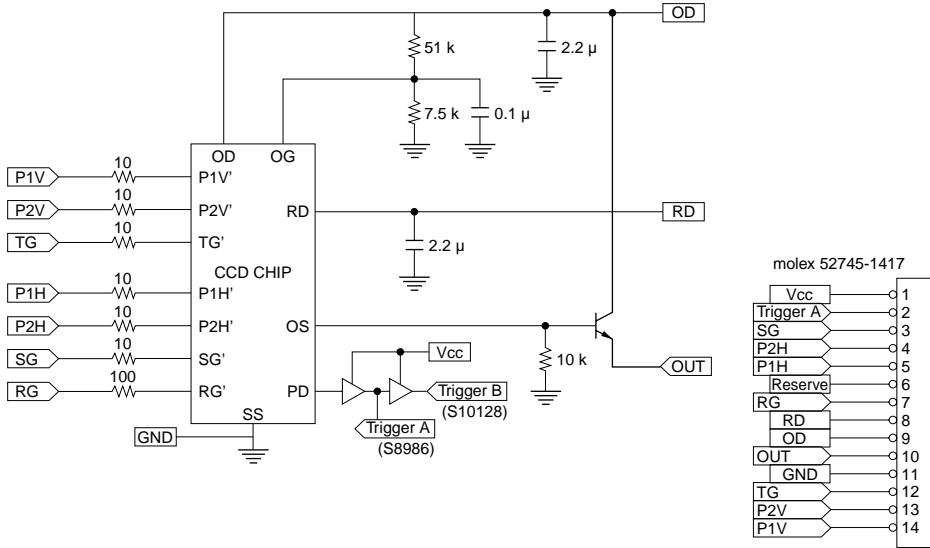 OD
51 k
2.2 µ
7.5 k
0.1 µ
OD
OG
P1V
10
P1V'
P2V
10
P2V'
RD
RD
TG
10
TG'
2.2 µ
CCD CHIP
P1H
10
P1H'
P2H
10
P2H'
OS
10 k
OUT
SG
10
SG'
Vcc
RG
100
RG'
PD
Trigger B
(S10128)
Trigger A
(S8986)
SS
GND
molex 52745-1417
Vcc 1
Trigger A 2
SG 3
P2H 4
P1H 5
Reserve 6
RG 7
RD 8
OD 9
OUT 10
GND 11
TG 12
P2V 13
P1V 14